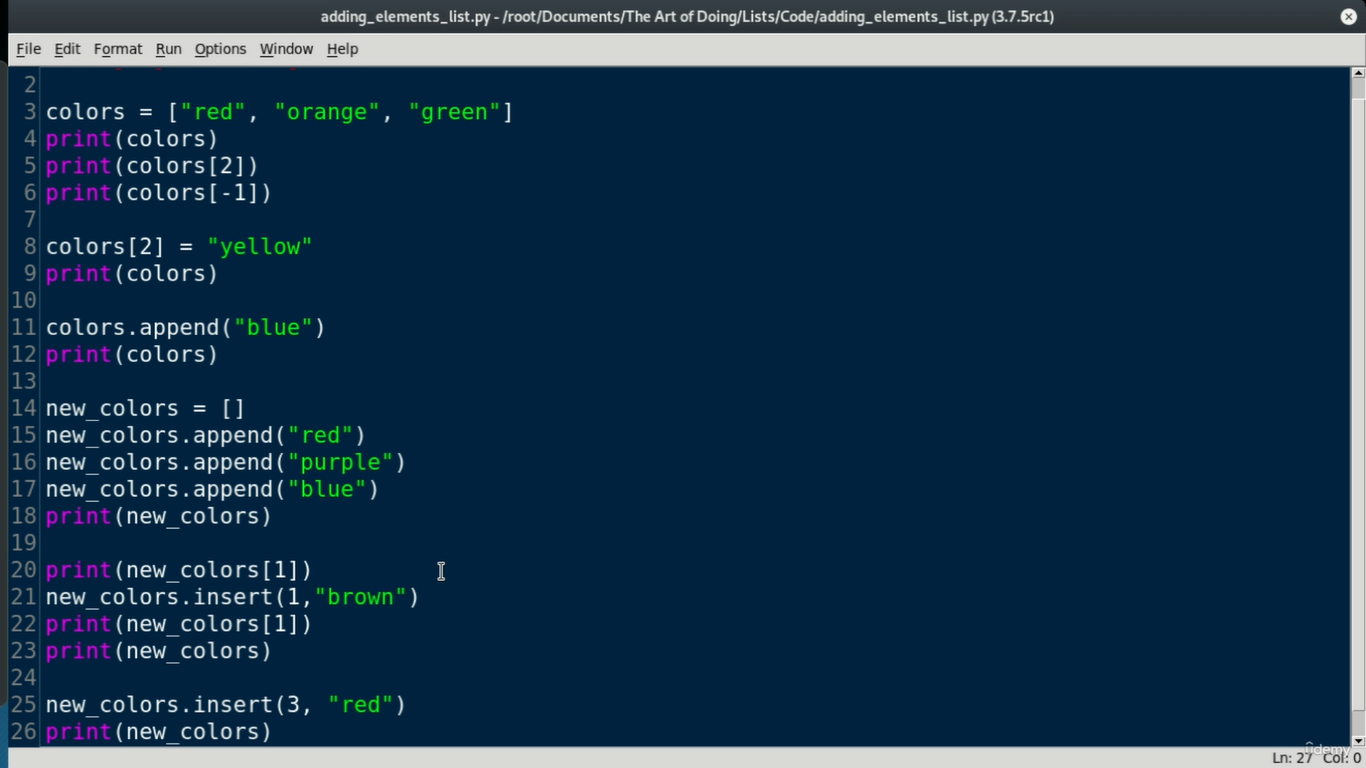 adding_elements_list.py - /root/Documents/The Art of Doing/Lists/Code/adding_elements_list.py (3.7.5rc1)
File Edit Format Run Options Window Help
2
3 colors = ["red", "orange", "green"]
4 print(colors)
5 print(colors[2])
6 print(colors[-1])
7
8 colors[2] = "yellow"
9 print(colors)
10
11 colors.append("blue")
12 print(colors)
13
14 new_colors = []
15 new_colors.append("red")
16 new_colors.append("purple")
17 new_colors.append("blue")
18 print(new_colors)
19
20 print(new_colors[1])
21 new_colors.insert(1,"brown")
22 print(new_colors[1])
23 print(new_colors)
24
25 new_colors.insert(3, "red")
26 print(new_colors)
udemy
Ln: 27 Col: 0